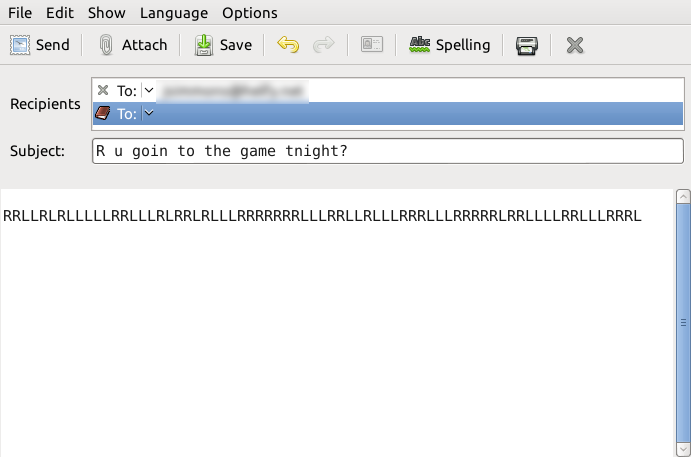 File Edit Show Language Options
Send Attach Save Abc Spelling
Recipients
To:
To:
Subject: R u goin to the game tnight?
RRLLRLRLLLLLRRLLLRLRRLRLLLRRRRRRRLLLRRLLRLLLRRRLLLRRRRRLRRLLLLRRLLLRRRL